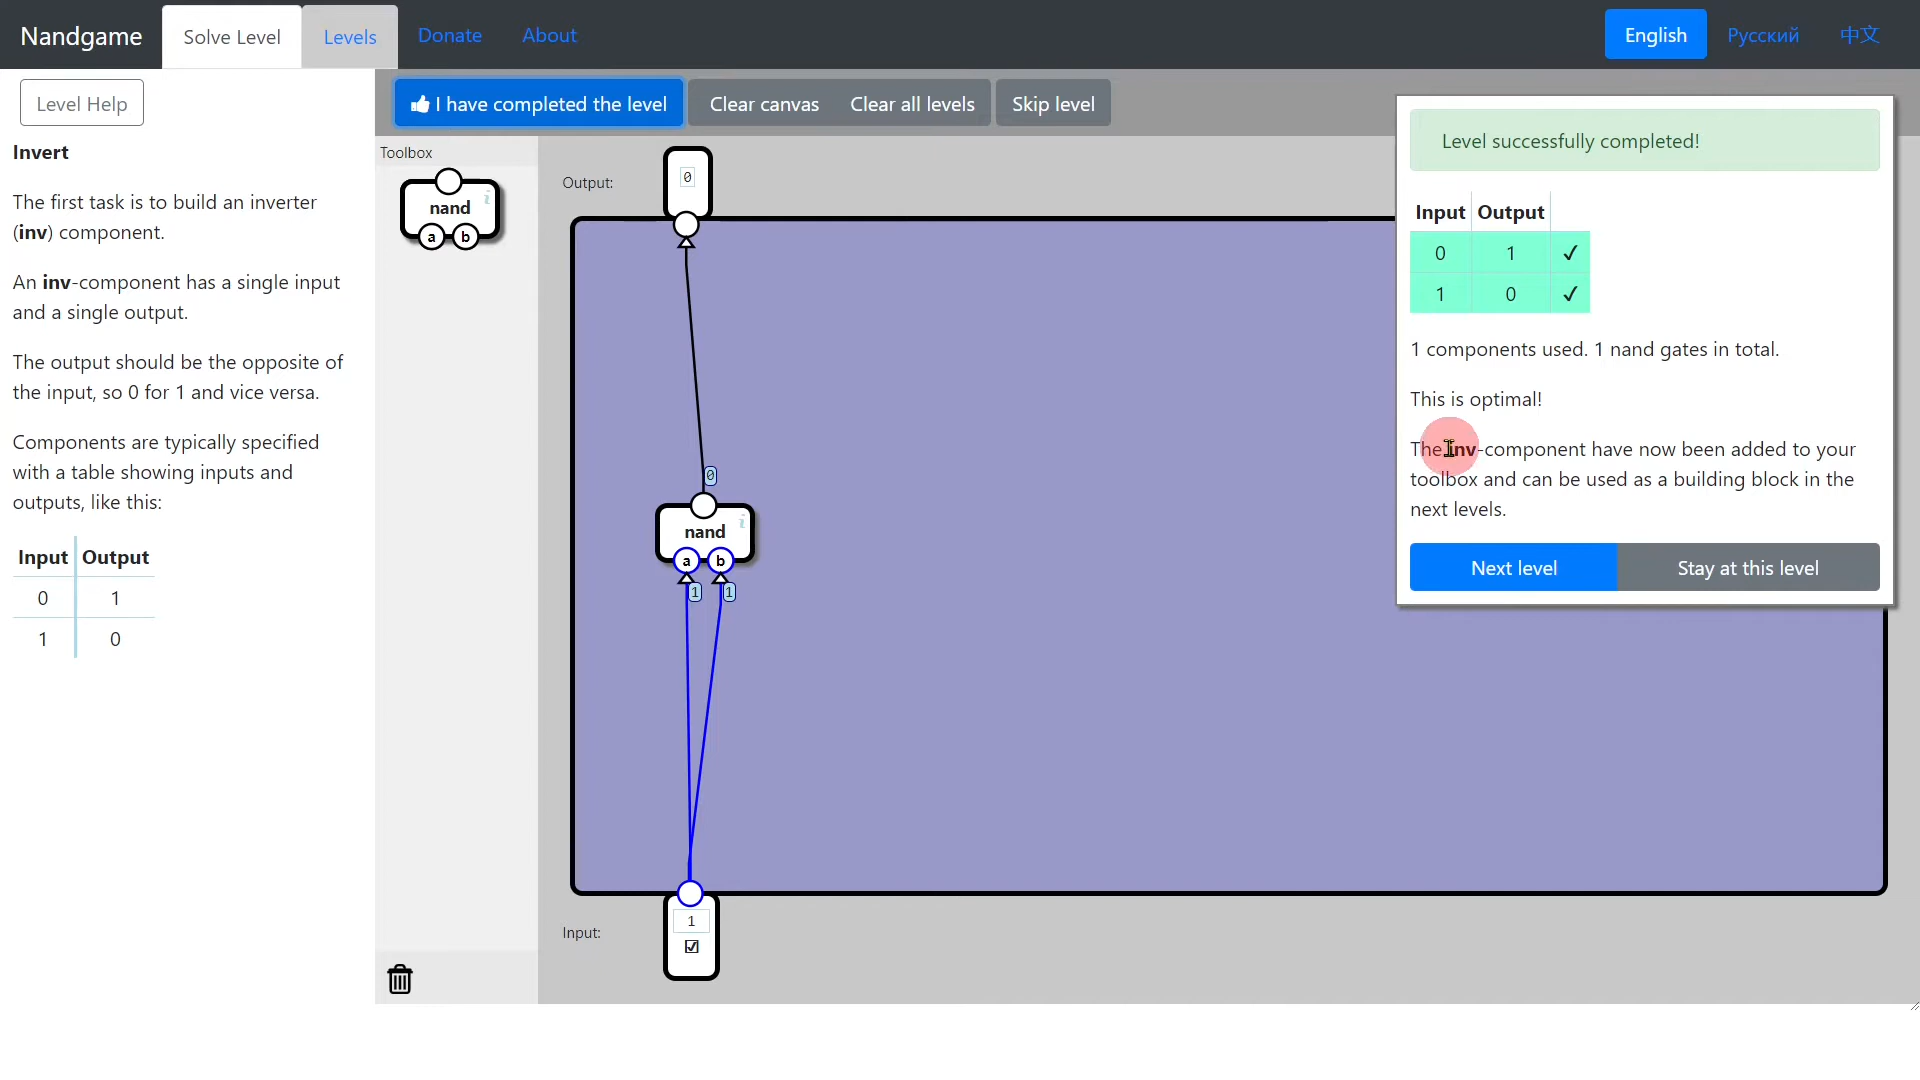 Nandgame
Solve Level
Levels
Donate
About
English
Русский
中文
Level Help
I have completed the level
Clear canvas
Clear all levels
Skip level
Invert
The first task is to build an inverter
(inv) component.
An inv-component has a single input
and a single output.
The output should be the opposite of
the input, so 0 for 1 and vice versa.
Components are typically specified
with a table showing inputs and
outputs, like this:
Input Output
0 1
1 0
Toolbox
nand
a b
Output:
0
0
nand
a b
1 1
1
Input:
Level successfully completed!
Input Output
0 1 ✓
1 0 ✓
1 components used. 1 nand gates in total.
This is optimal!
The inv-component have now been added to your
toolbox and can be used as a building block in the
next levels.
Next level
Stay at this level